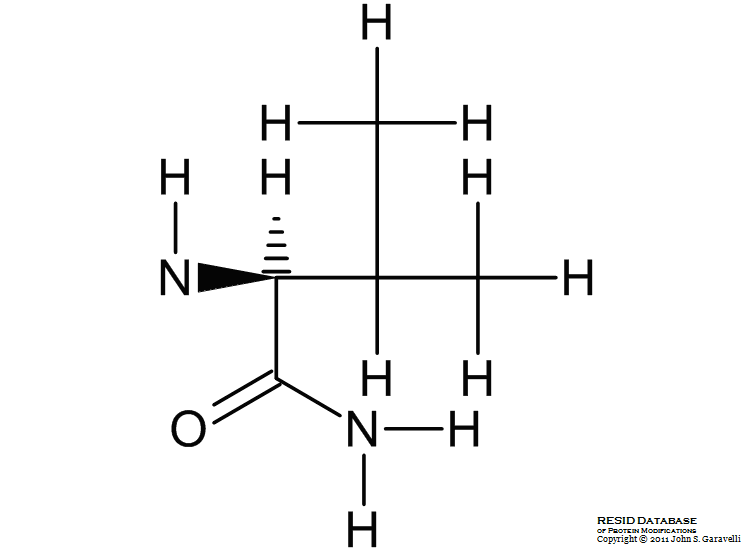 H
H H
H H H
N H
H H
O N H
H
RESID DATABASE
OF PROTEIN MODIFICATIONS
Copyright © 2011 John S. Garavelli